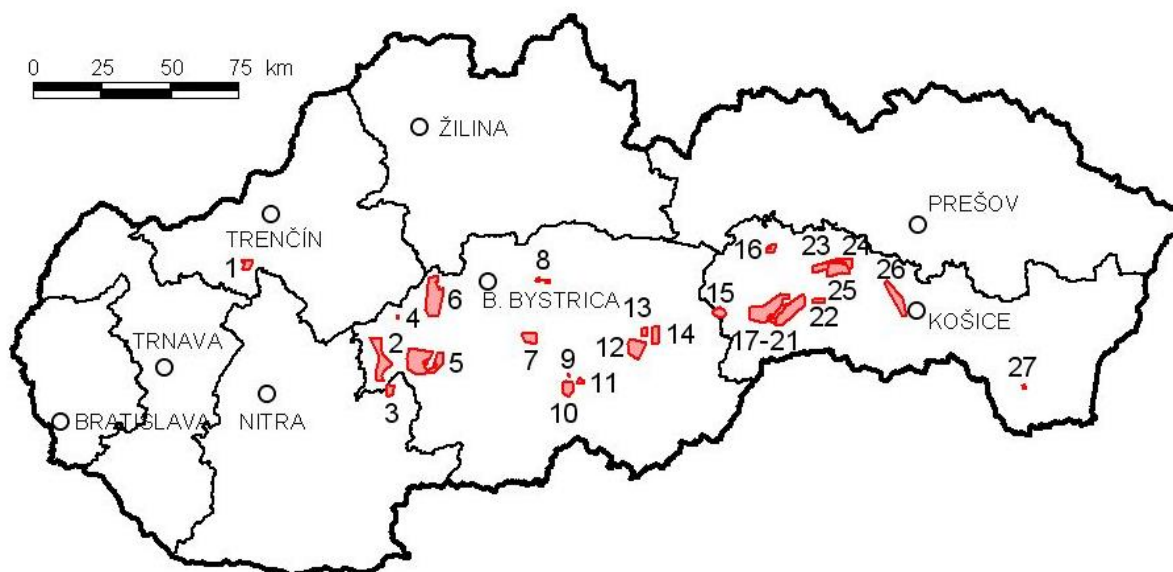 0 25 50 75 km
ŽILINA
PREŠOV
TRENČÍN
1
16
23
24
8
26
6
B. BYSTRICA
25
4
13
15
22
KOŠICE
14
17-21
TRNAVA
2
7
12
5
9
11
27
3
10
BRATISLAVA
NITRA